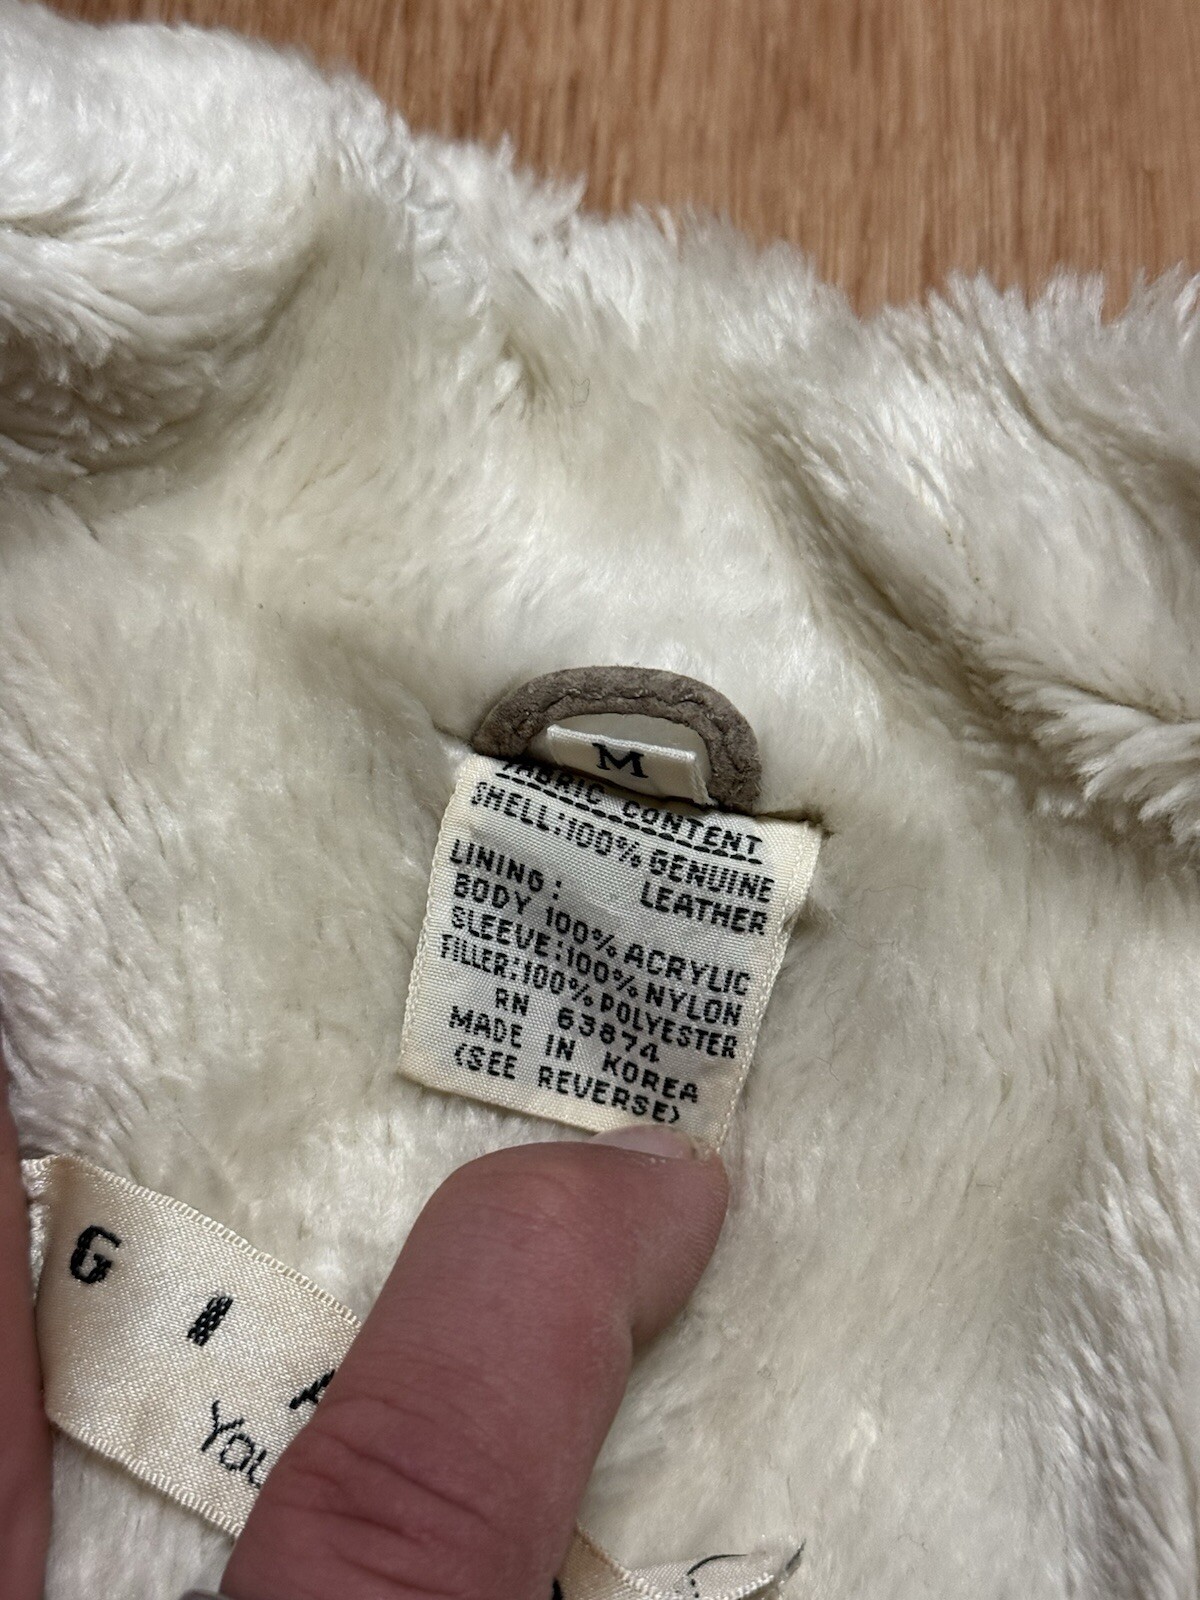 M
FABRIC CONTENT
SHELL:100% GENUINE
LEATHER
LINING:
BODY 100% ACRYLIC
SLEEVE:100% NYLON
FILLER:100% POLYESTER
RN 63874
MADE IN KOREA
(SEE REVERSE)
G I A
YOU